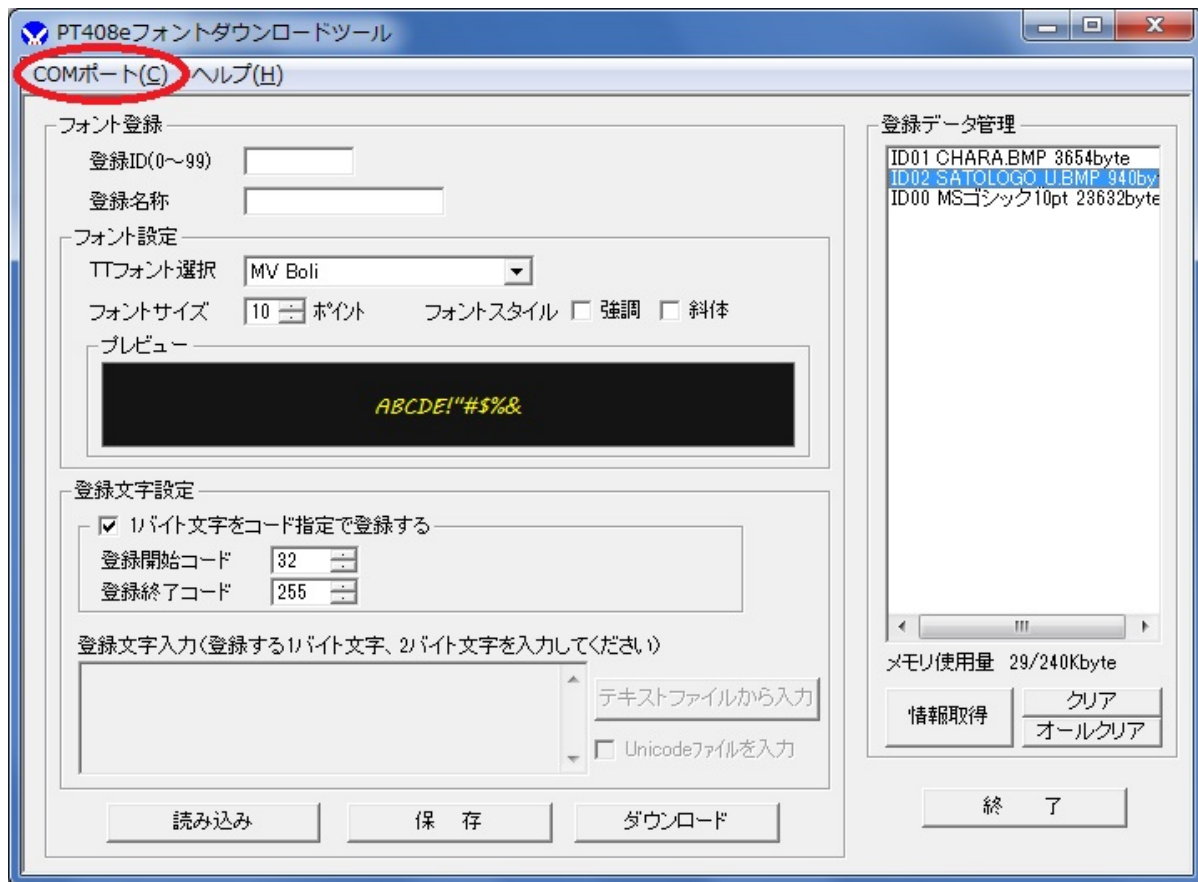 PT408eフォントダウンロードツール
COMポート(C) ヘルプ(H)
フォント登録
登録ID(0～99)
登録名称
フォント設定
TTフォント選択 MV Boli
フォントサイズ 10 ポイント フォントスタイル 強調 斜体
プレビュー
ABCDE!"#$%&
登録文字設定
1バイト文字をコード指定で登録する
登録開始コード 32
登録終了コード 255
登録文字入力(登録する1バイト文字、2バイト文字を入力してください)
テキストファイルから入力
Unicodeファイルを入力
読み込み 保 存 ダウンロード
登録データ管理
ID01 CHARA.BMP 3654byte
ID02 SATOLOGO_U.BMP 940by
ID00 MSゴシック10pt 23632byte
メモリ使用量 29/240Kbyte
情報取得 クリア
オールクリア
終 了